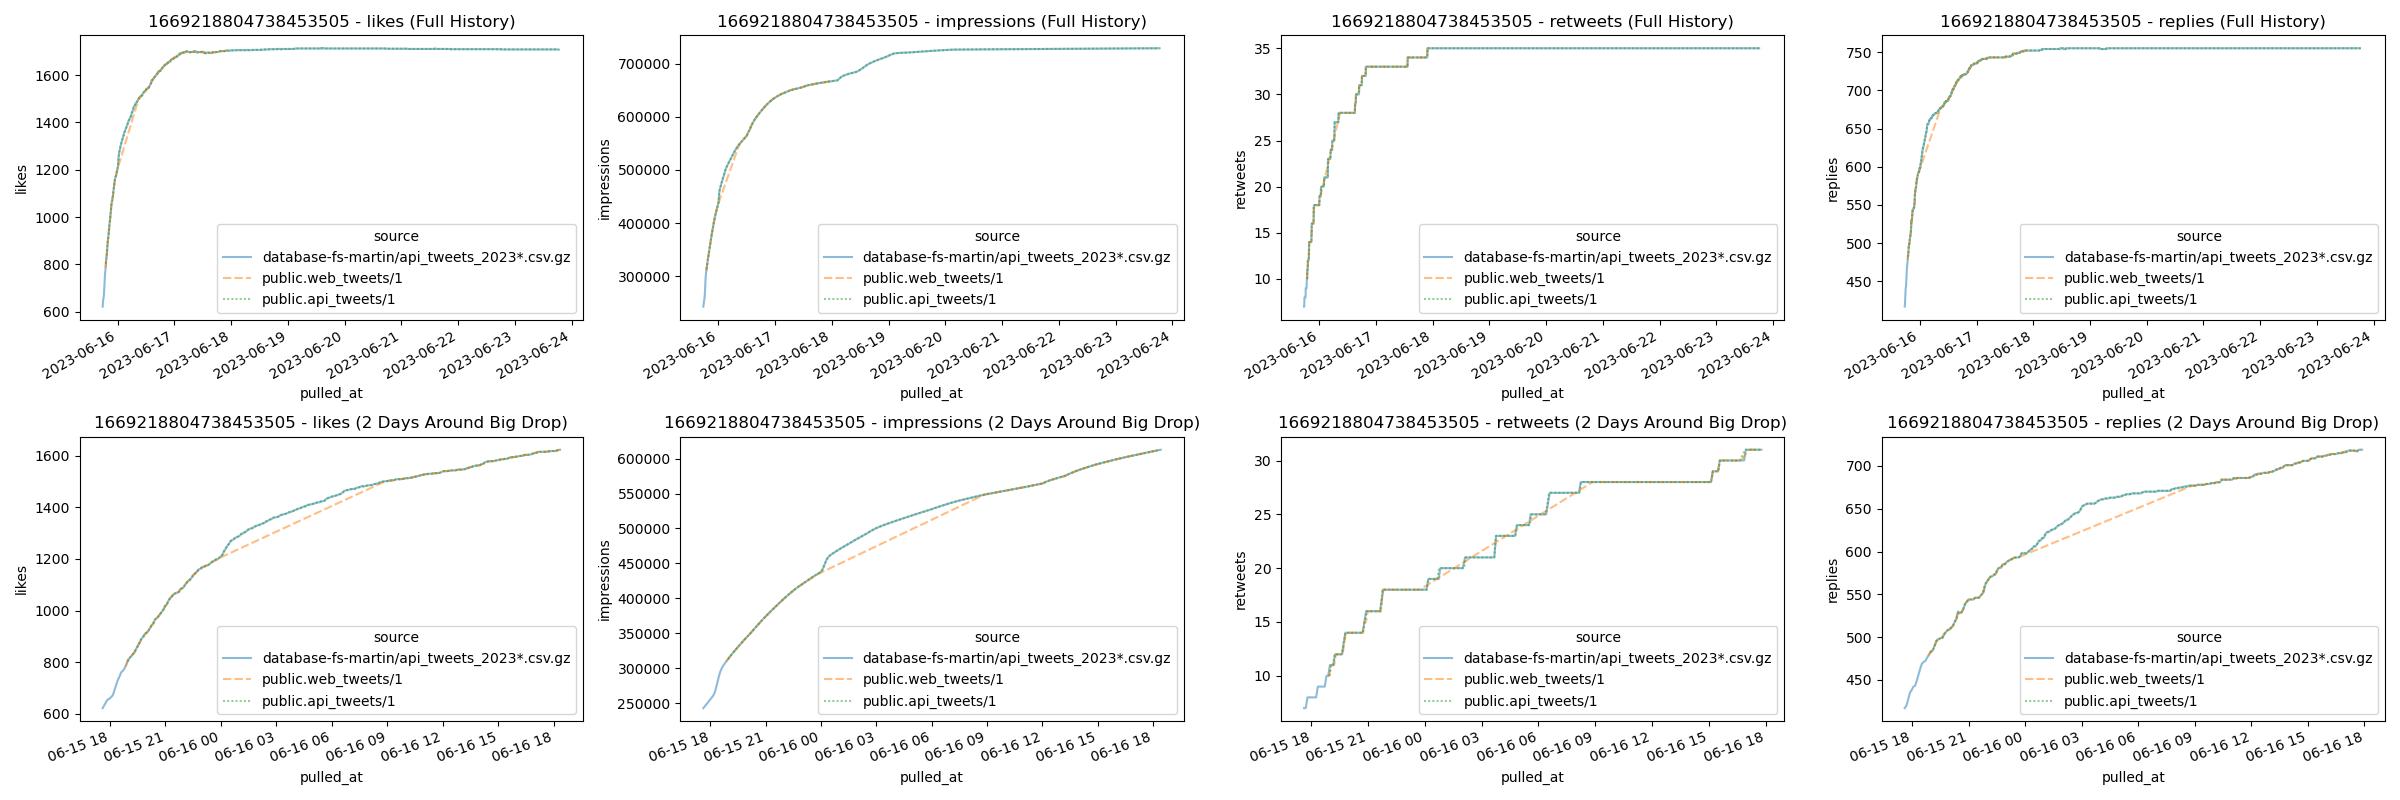 1669218804738453505 - likes (Full History)
1669218804738453505 - impressions (Full History)
1669218804738453505 - retweets (Full History)
1669218804738453505 - replies (Full History)
likes
1600
1400
1200
1000
800
600
source
database-fs-martin/api_tweets_2023*.csv.gz
public.web_tweets/1
public.api_tweets/1
2023-06-16
2023-06-17
2023-06-18
2023-06-19
2023-06-20
2023-06-21
2023-06-22
2023-06-23
2023-06-24
pulled_at
impressions
700000
600000
500000
400000
300000
source
database-fs-martin/api_tweets_2023*.csv.gz
public.web_tweets/1
public.api_tweets/1
2023-06-16
2023-06-17
2023-06-18
2023-06-19
2023-06-20
2023-06-21
2023-06-22
2023-06-23
2023-06-24
pulled_at
retweets
35
30
25
20
15
10
source
database-fs-martin/api_tweets_2023*.csv.gz
public.web_tweets/1
public.api_tweets/1
2023-06-16
2023-06-17
2023-06-18
2023-06-19
2023-06-20
2023-06-21
2023-06-22
2023-06-23
2023-06-24
pulled_at
replies
750
700
650
600
550
500
450
source
database-fs-martin/api_tweets_2023*.csv.gz
public.web_tweets/1
public.api_tweets/1
2023-06-16
2023-06-17
2023-06-18
2023-06-19
2023-06-20
2023-06-21
2023-06-22
2023-06-23
2023-06-24
pulled_at
1669218804738453505 - likes (2 Days Around Big Drop)
1669218804738453505 - impressions (2 Days Around Big Drop)
1669218804738453505 - retweets (2 Days Around Big Drop)
1669218804738453505 - replies (2 Days Around Big Drop)
likes
1600
1400
1200
1000
800
600
source
database-fs-martin/api_tweets_2023*.csv.gz
public.web_tweets/1
public.api_tweets/1
06-15 18
06-15 21
06-16 00
06-16 03
06-16 06
06-16 09
06-16 12
06-16 15
06-16 18
pulled_at
impressions
600000
550000
500000
450000
400000
350000
300000
250000
source
database-fs-martin/api_tweets_2023*.csv.gz
public.web_tweets/1
public.api_tweets/1
06-15 18
06-15 21
06-16 00
06-16 03
06-16 06
06-16 09
06-16 12
06-16 15
06-16 18
pulled_at
retweets
30
25
20
15
10
source
database-fs-martin/api_tweets_2023*.csv.gz
public.web_tweets/1
public.api_tweets/1
06-15 18
06-15 21
06-16 00
06-16 03
06-16 06
06-16 09
06-16 12
06-16 15
06-16 18
pulled_at
replies
700
650
600
550
500
450
source
database-fs-martin/api_tweets_2023*.csv.gz
public.web_tweets/1
public.api_tweets/1
06-15 18
06-15 21
06-16 00
06-16 03
06-16 06
06-16 09
06-16 12
06-16 15
06-16 18
pulled_at